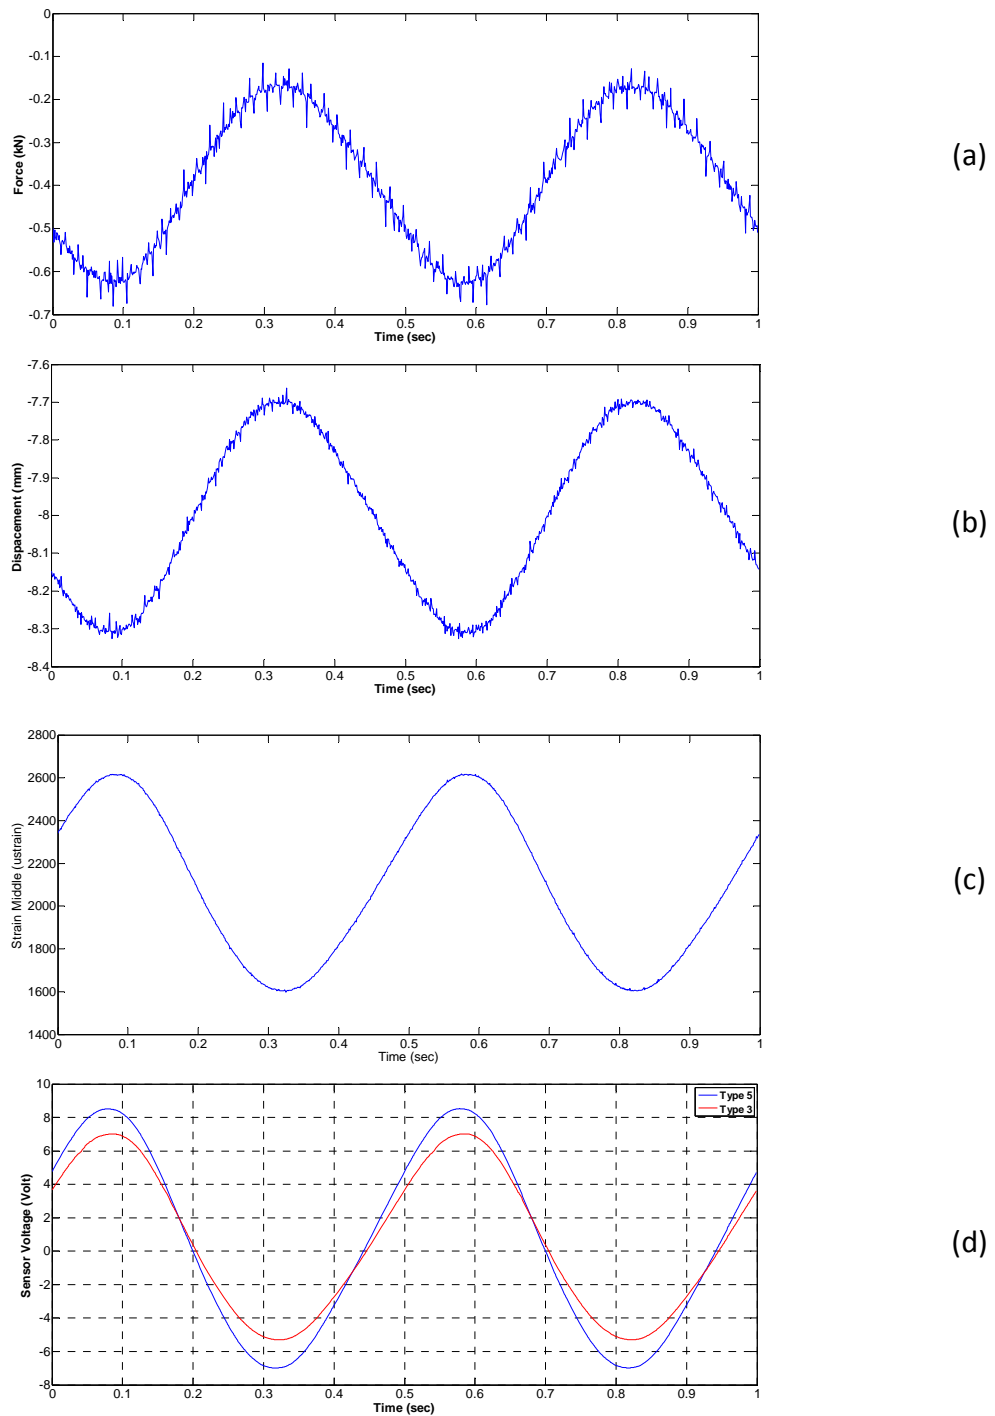 0
-0.1
-0.2
-0.3
-0.4
-0.5
-0.6
-0.7
Force (kN)
0 0.1 0.2 0.3 0.4 0.5 0.6 0.7 0.8 0.9 1
Time (sec)
(a)
-7.6
-7.7
-7.8
-7.9
-8
-8.1
-8.2
-8.3
-8.4
Dispacement (mm)
0 0.1 0.2 0.3 0.4 0.5 0.6 0.7 0.8 0.9 1
Time (sec)
(b)
2800
2600
2400
2200
2000
1800
1600
1400
Strain Middle (ustrain)
0 0.1 0.2 0.3 0.4 0.5 0.6 0.7 0.8 0.9 1
Time (sec)
(c)
10
8
6
4
2
0
-2
-4
-6
-8
Sensor Voltage (Volt)
Type 5
Type 3
0 0.1 0.2 0.3 0.4 0.5 0.6 0.7 0.8 0.9 1
Time (sec)
(d)